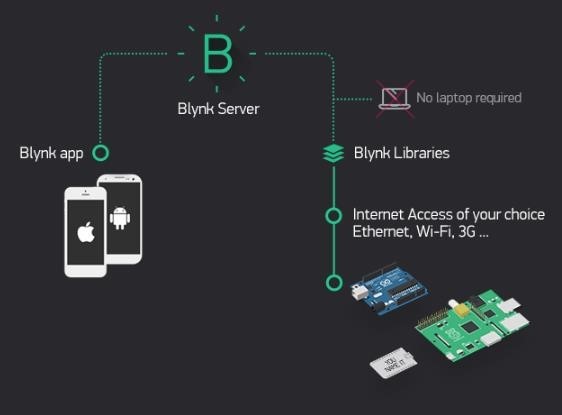 B
Blynk Server
No laptop required
Blynk app
Blynk Libraries
Internet Access of your choice
Ethernet, Wi-Fi, 3G ...
YOU
NAME IT